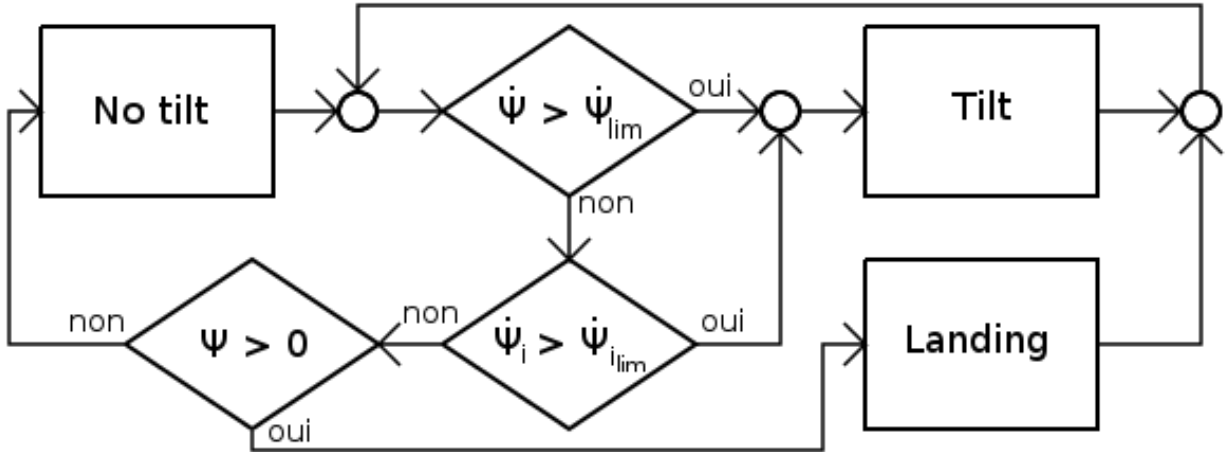 No tilt
Ψ̇ > Ψ̇lim
oui
Tilt
non
non
Ψ > 0
non
Ψ̇i > Ψ̇ilim
oui
Landing
oui